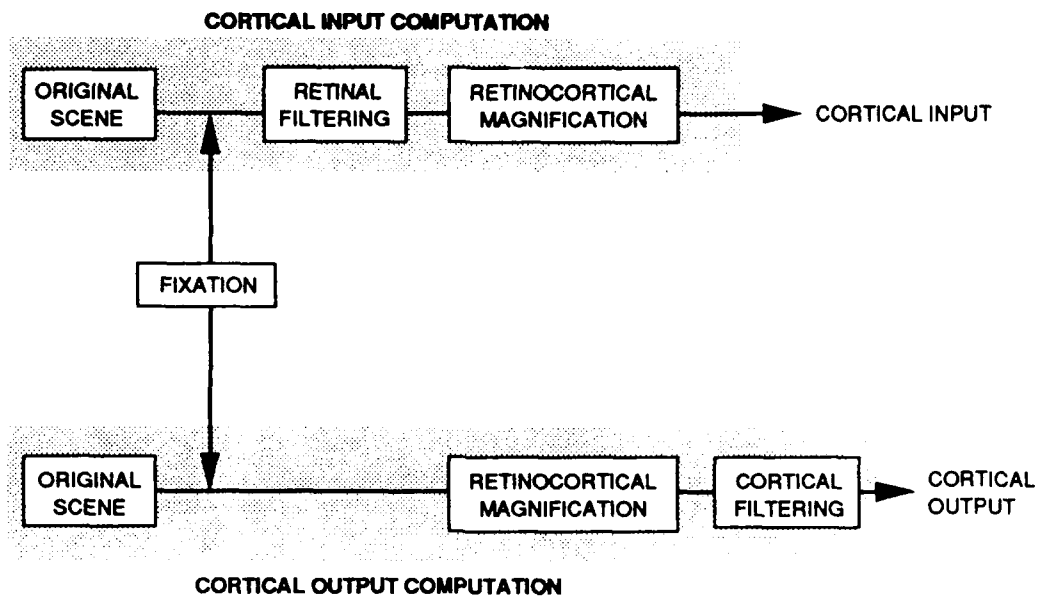 CORTICAL INPUT COMPUTATION
ORIGINAL
SCENE
RETINAL
FILTERING
RETINOCORTICAL
MAGNIFICATION
CORTICAL INPUT
FIXATION
ORIGINAL
SCENE
RETINOCORTICAL
MAGNIFICATION
CORTICAL
FILTERING
CORTICAL
OUTPUT
CORTICAL OUTPUT COMPUTATION